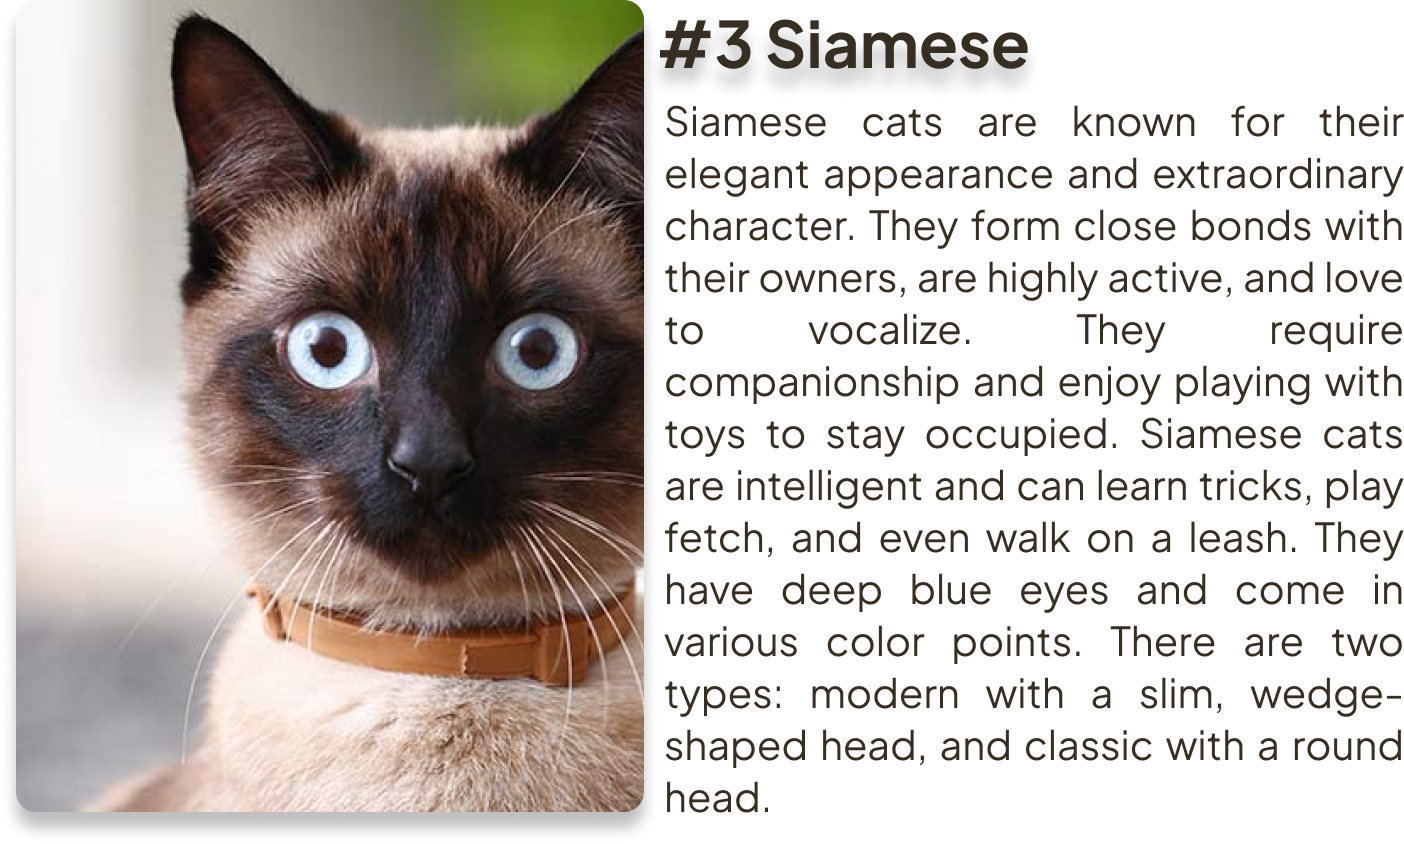 #3 Siamese
Siamese cats are known for their
elegant appearance and extraordinary
character. They form close bonds with
their owners, are highly active, and love
to vocalize. They require
companionship and enjoy playing with
toys to stay occupied. Siamese cats
are intelligent and can learn tricks, play
fetch, and even walk on a leash. They
have deep blue eyes and come in
various color points. There are two
types: modern with a slim, wedge-
shaped head, and classic with a round
head.